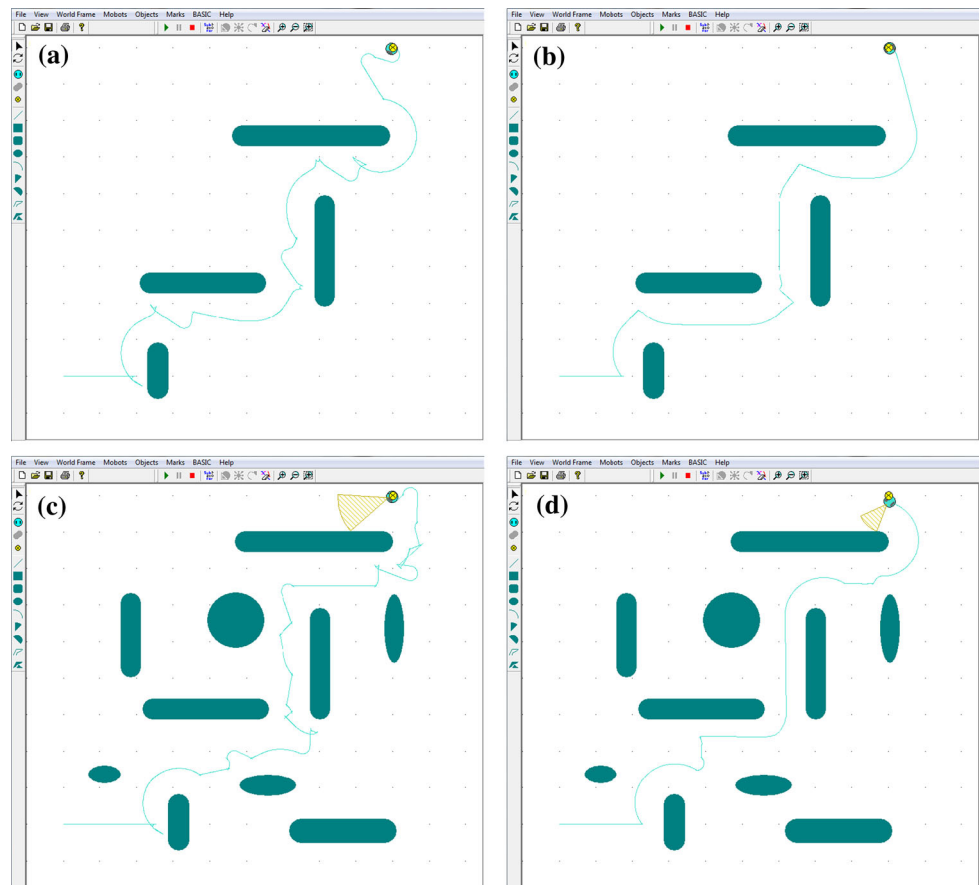 File View World Frame Mobots Objects Marks BASIC Help
(a)
File View World Frame Mobots Objects Marks BASIC Help
(b)
File View World Frame Mobots Objects Marks BASIC Help
(c)
File View World Frame Mobots Objects Marks BASIC Help
(d)